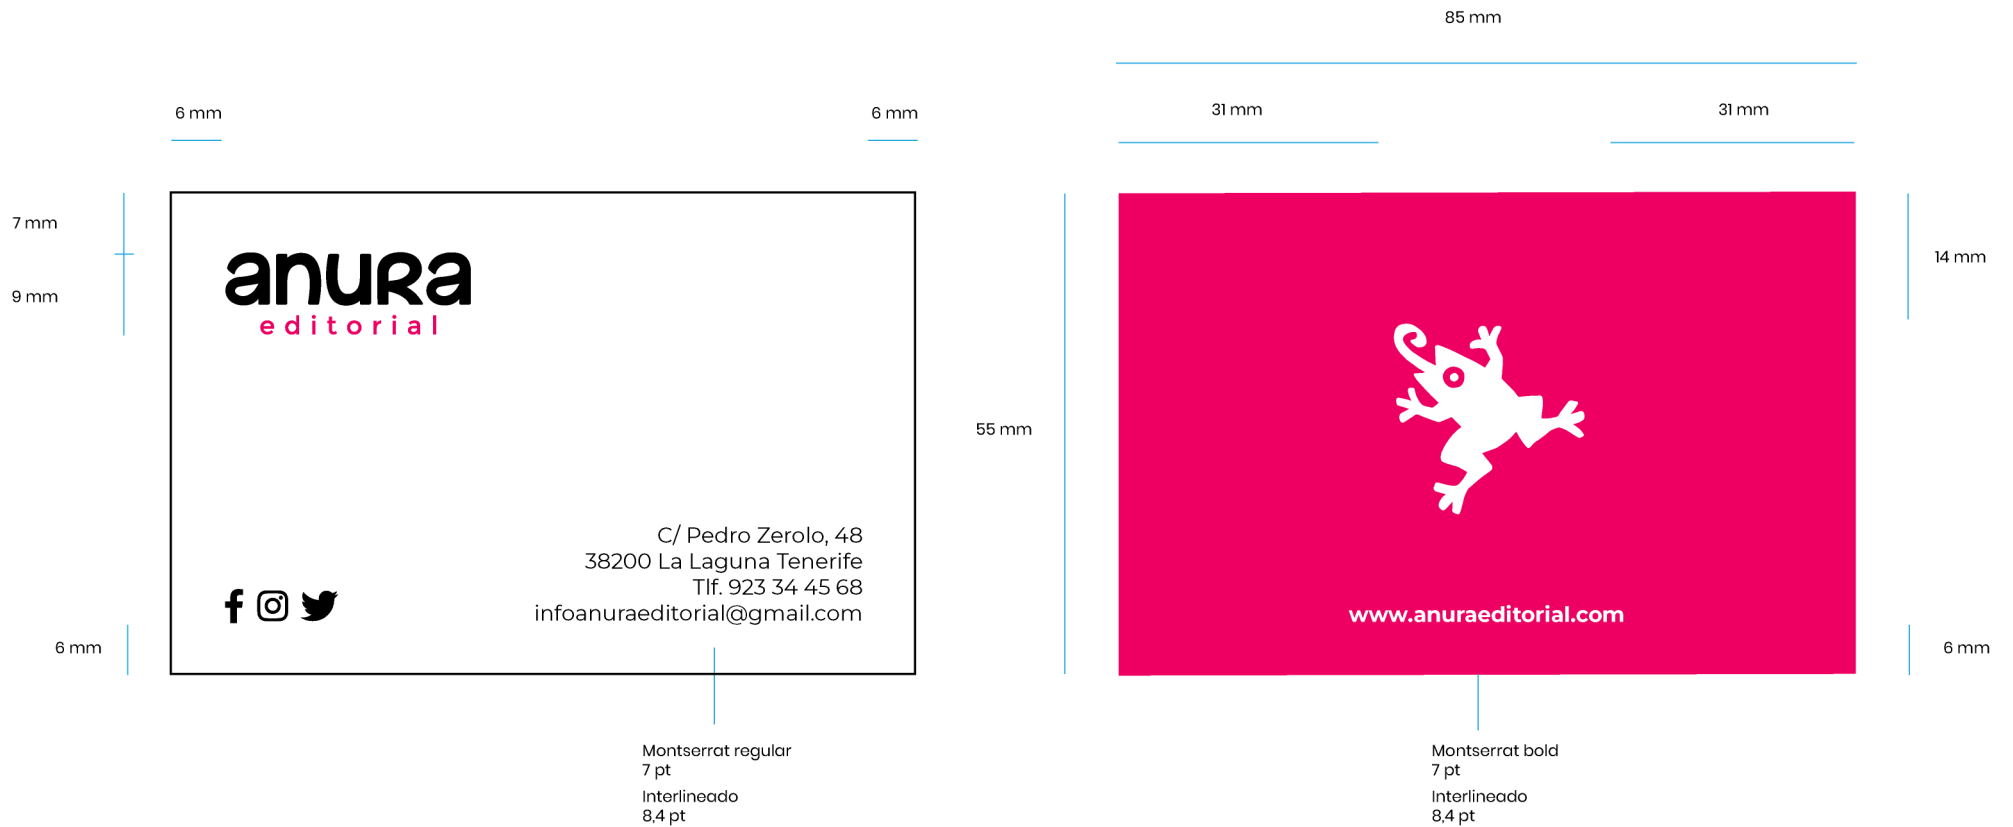 85 mm
6 mm
6 mm
31 mm
31 mm
7 mm
9 mm
anura
editorial
14 mm
55 mm
C/ Pedro Zerolo, 48
38200 La Laguna Tenerife
Tlf. 923 34 45 68
infoanuraeditorial@gmail.com
www.anuraeditorial.com
6 mm
6 mm
Montserrat regular
7 pt
Interlineado
8,4 pt
Montserrat bold
7 pt
Interlineado
8,4 pt